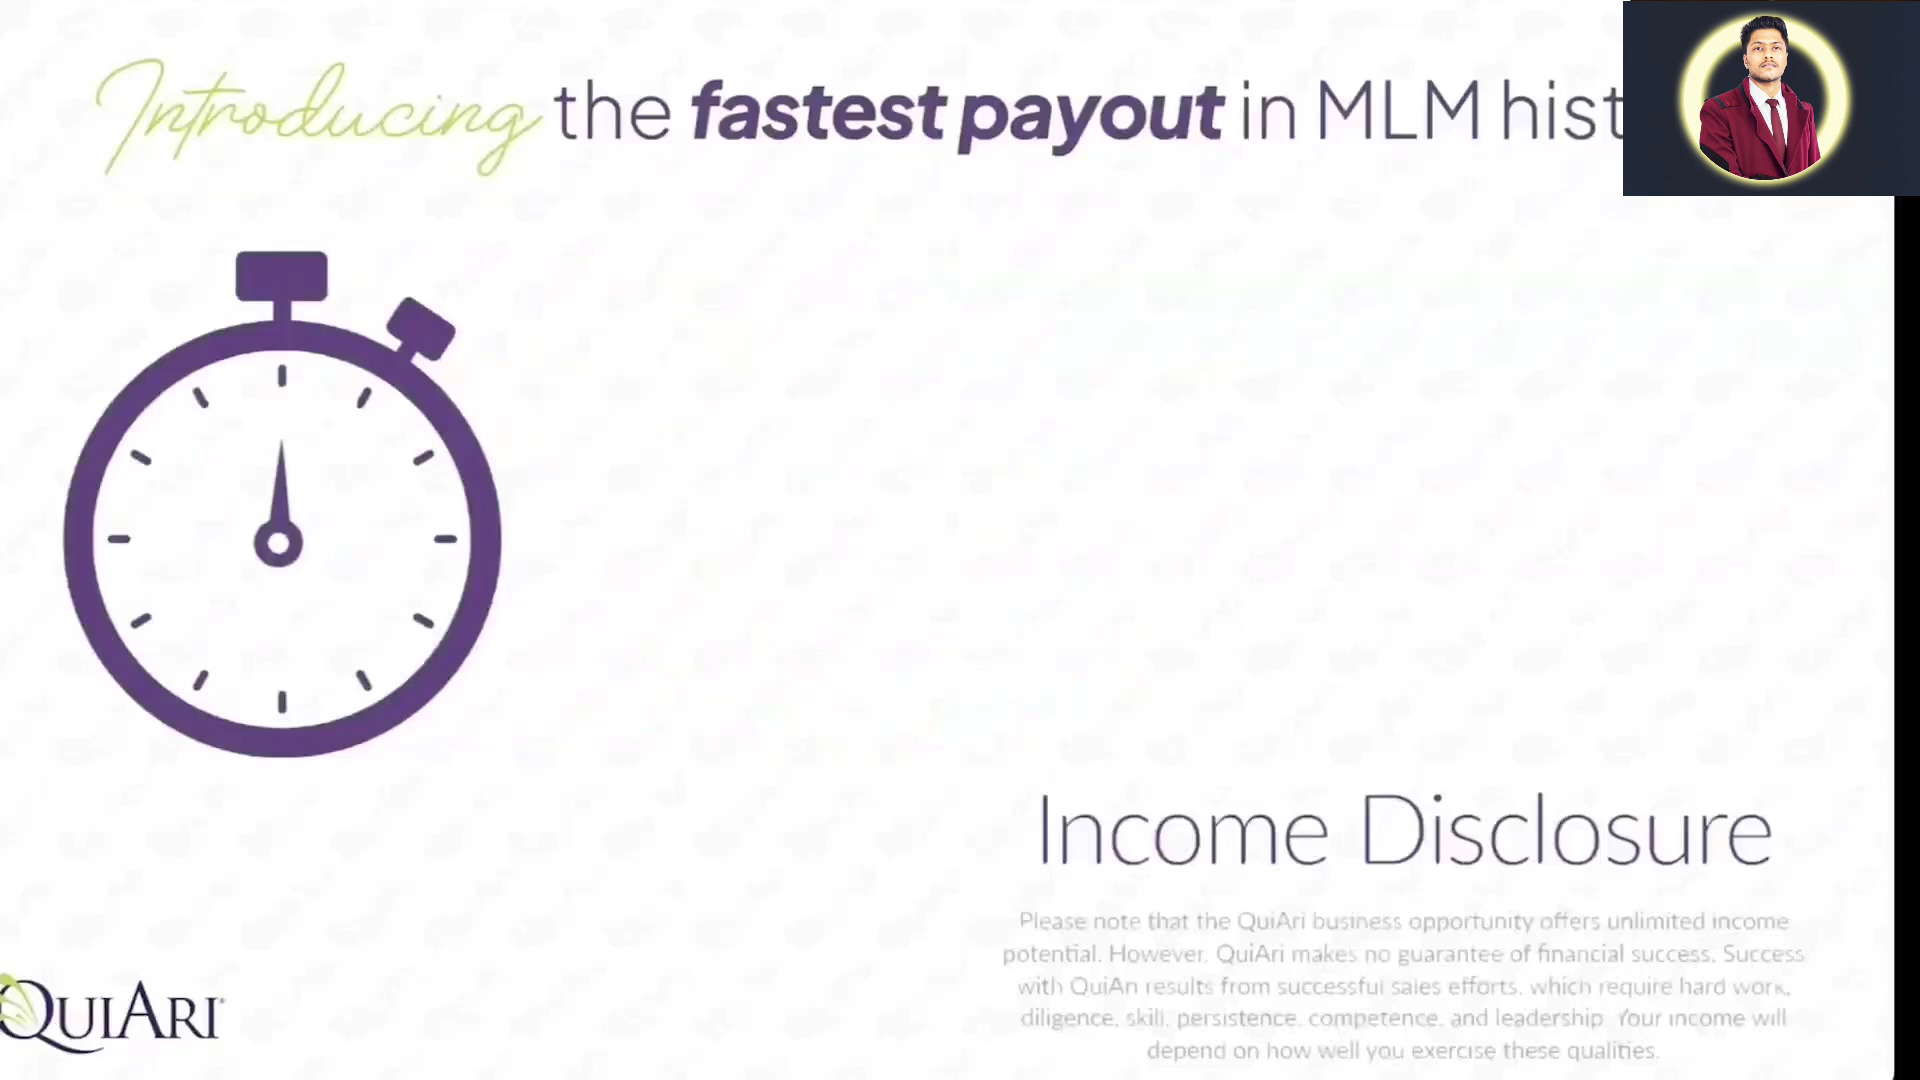 Introducing the fastest payout in MLM hist
Income Disclosure
Please note that the QuiAri business opportunity offers unlimited income
potential. However, QuiAri makes no guarantee of financial success. Success
with QuiAri results from successful sales efforts, which require hard work,
diligence, skill, persistence, competence, and leadership. Your income will
depend on how well you exercise these qualities.
QUIARI®